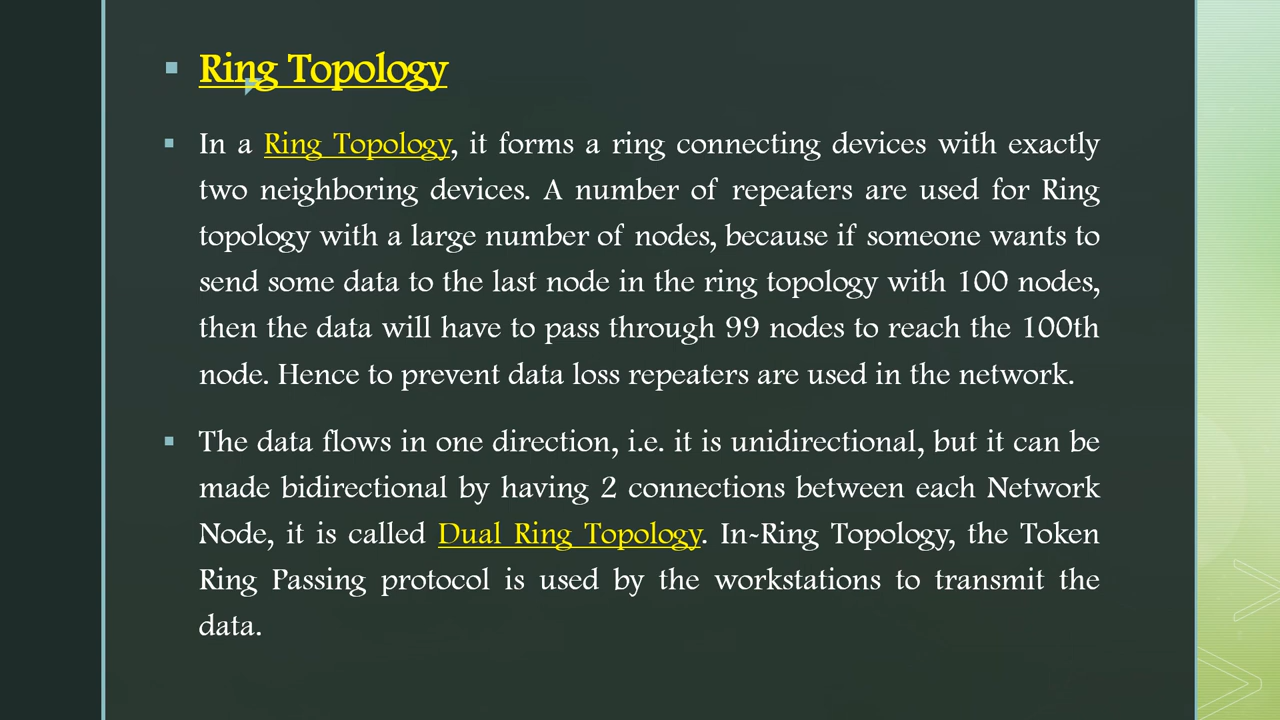 Ring Topology
In a Ring Topology, it forms a ring connecting devices with exactly
two neighboring devices. A number of repeaters are used for Ring
topology with a large number of nodes, because if someone wants to
send some data to the last node in the ring topology with 100 nodes,
then the data will have to pass through 99 nodes to reach the 100th
node. Hence to prevent data loss repeaters are used in the network.
The data flows in one direction, i.e. it is unidirectional, but it can be
made bidirectional by having 2 connections between each Network
Node, it is called Dual Ring Topology. In-Ring Topology, the Token
Ring Passing protocol is used by the workstations to transmit the
data.